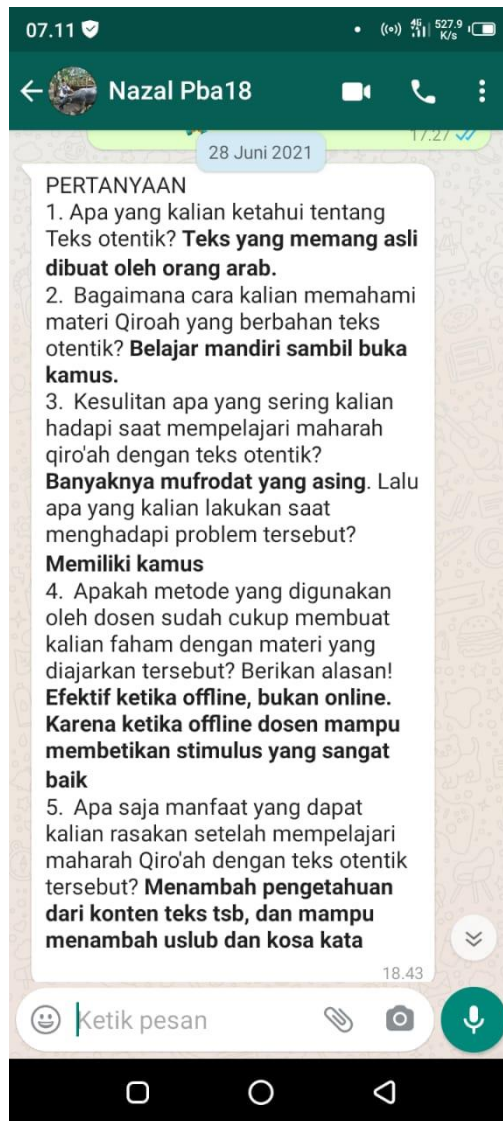 07.11
4G 527.9 K/s
Nazal Pba18
17.27
28 Juni 2021
PERTANYAAN
1. Apa yang kalian ketahui tentang
Teks otentik? Teks yang memang asli
dibuat oleh orang arab.
2. Bagaimana cara kalian memahami
materi Qiroah yang berbahan teks
otentik? Belajar mandiri sambil buka
kamus.
3. Kesulitan apa yang sering kalian
hadapi saat mempelajari maharah
qiro'ah dengan teks otentik?
Banyaknya mufrodat yang asing. Lalu
apa yang kalian lakukan saat
menghadapi problem tersebut?
Memiliki kamus
4. Apakah metode yang digunakan
oleh dosen sudah cukup membuat
kalian faham dengan materi yang
diajarkan tersebut? Berikan alasan!
Efektif ketika offline, bukan online.
Karena ketika offline dosen mampu
membetikan stimulus yang sangat
baik
5. Apa saja manfaat yang dapat
kalian rasakan setelah mempelajari
maharah Qiro'ah dengan teks otentik
tersebut? Menambah pengetahuan
dari konten teks tsb, dan mampu
menambah uslub dan kosa kata
18.43
Ketik pesan